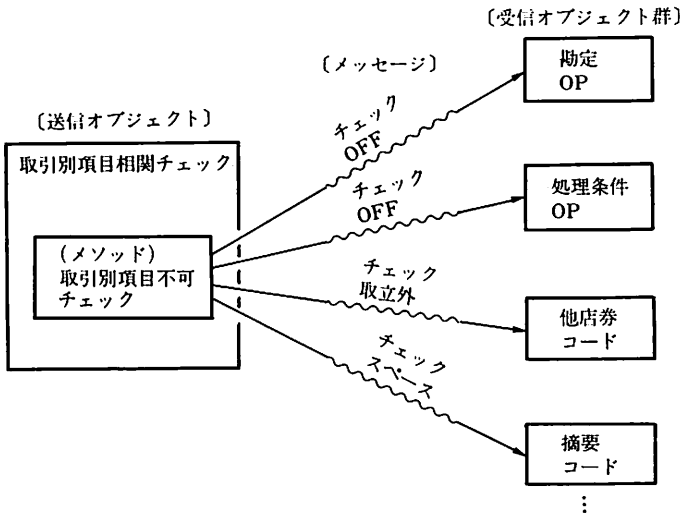 〔受信オブジェクト群〕
〔メッセージ〕
勘定
OP
〔送信オブジェクト〕
チェック
OFF
取引別項目相関チェック
チェック
OFF
処理条件
OP
(メソッド)
取引別項目不可
チェック
チェック
取立外
他店券
コード
チェック
スペース
摘要
コード
⋮